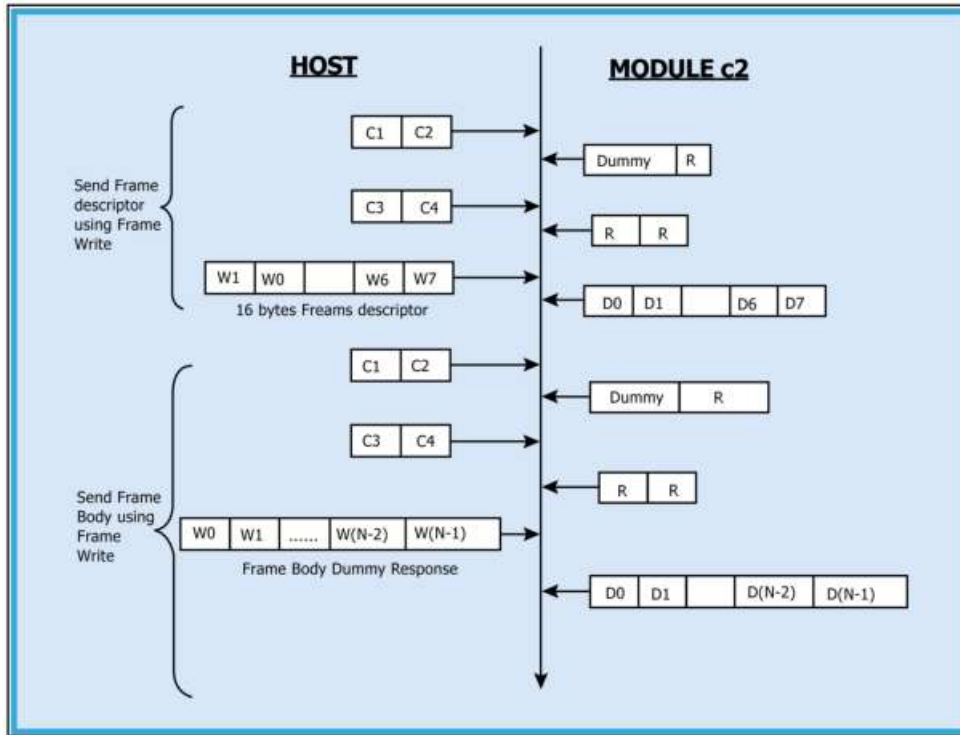 HOST
MODULE c2
C1 C2
Dummy R
Send Frame
descriptor
using Frame
Write
C3 C4
R R
W1 W0 W6 W7
16 bytes Freams descriptor
D0 D1 D6 D7
C1 C2
Dummy R
C3 C4
R R
Send Frame
Body using
Frame
Write
W0 W1 ...... W(N-2) W(N-1)
Frame Body Dummy Response
D0 D1 D(N-2) D(N-1)